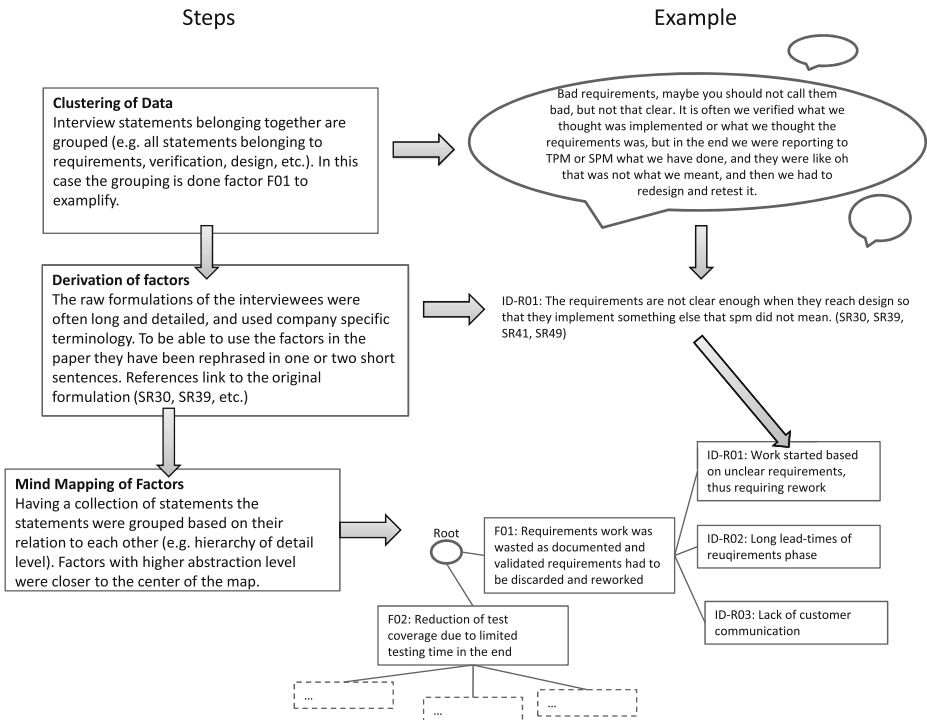 Steps
Example
Clustering of Data
Interview statements belonging together are
grouped (e.g. all statements belonging to
requirements, verification, design, etc.). In this
case the grouping is done factor F01 to
examplify.
Bad requirements, maybe you should not call them
bad, but not that clear. It is often we verified what we
thought was implemented or what we thought the
requirements was, but in the end we were reporting to
TPM or SPM what we have done, and they were like oh
that was not what we meant, and then we had to
redesign and retest it.
Derivation of factors
The raw formulations of the interviewees were
often long and detailed, and used company specific
terminology. To be able to use the factors in the
paper they have been rephrased in one or two short
sentences. References link to the original
formulation (SR30, SR39, etc.)
ID-R01: The requirements are not clear enough when they reach design so
that they implement something else that spm did not mean. (SR30, SR39,
SR41, SR49)
Mind Mapping of Factors
Having a collection of statements the
statements were grouped based on their
relation to each other (e.g. hierarchy of detail
level). Factors with higher abstraction level
were closer to the center of the map.
Root
F01: Requirements work was
wasted as documented and
validated requirements had to
be discarded and reworked
ID-R01: Work started based
on unclear requirements,
thus requiring rework
ID-R02: Long lead-times of
reuqirements phase
ID-R03: Lack of customer
communication
F02: Reduction of test
coverage due to limited
testing time in the end
...
...
...